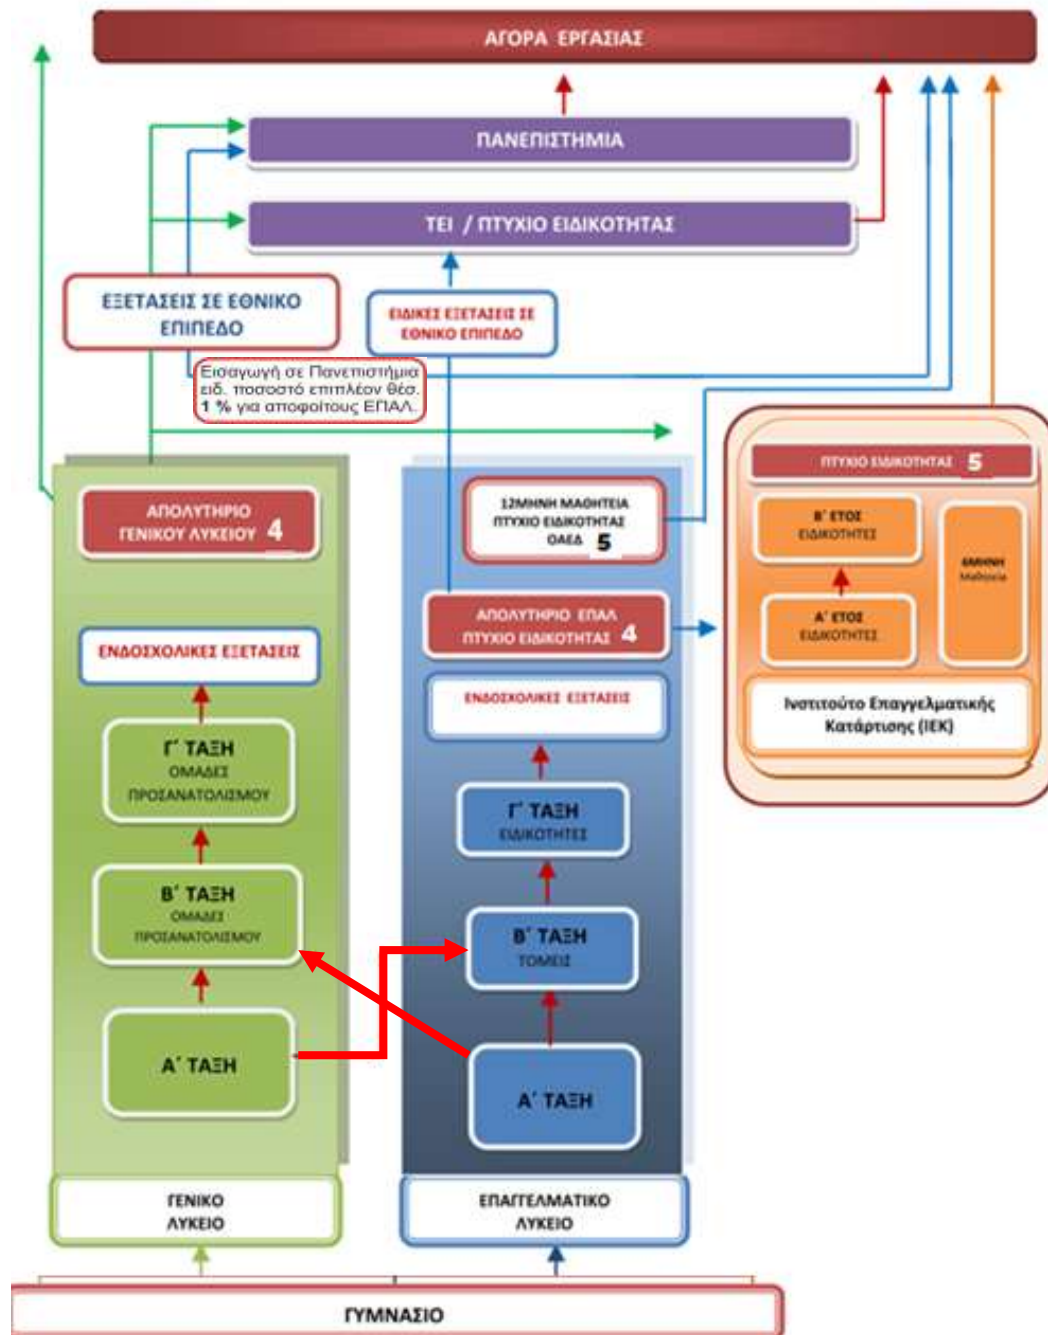 ΑΓΟΡΑ ΕΡΓΑΣΙΑΣ
ΠΑΝΕΠΙΣΤΗΜΙΑ
ΤΕΙ / ΠΤΥΧΙΟ ΕΙΔΙΚΟΤΗΤΑΣ
ΕΞΕΤΑΣΕΙΣ ΣΕ ΕΘΝΙΚΟ
ΕΠΙΠΕΔΟ
ΕΙΔΙΚΕΣ ΕΞΕΤΑΣΕΙΣ ΣΕ
ΕΘΝΙΚΟ ΕΠΙΠΕΔΟ
Εισαγωγή σε Πανεπιστήμια
ειδ. ποσοστό επιπλέον θέσ.
1 % για αποφοίτους ΕΠΑΛ.
ΑΠΟΛΥΤΗΡΙΟ
ΓΕΝΙΚΟΥ ΛΥΚΕΙΟΥ 4
ΕΝΔΟΣΧΟΛΙΚΕΣ ΕΞΕΤΑΣΕΙΣ
Γ΄ ΤΑΞΗ
ΟΜΑΔΕΣ
ΠΡΟΣΑΝΑΤΟΛΙΣΜΟΥ
Β΄ ΤΑΞΗ
ΟΜΑΔΕΣ
ΠΡΟΣΑΝΑΤΟΛΙΣΜΟΥ
Α΄ ΤΑΞΗ
ΓΕΝΙΚΟ
ΛΥΚΕΙΟ
12ΜΗΝΗ ΜΑΘΗΤΕΙΑ
ΠΤΥΧΙΟ ΕΙΔΙΚΟΤΗΤΑΣ
ΟΑΕΔ 5
ΑΠΟΛΥΤΗΡΙΟ ΕΠΑΛ
ΠΤΥΧΙΟ ΕΙΔΙΚΟΤΗΤΑΣ 4
ΕΝΔΟΣΧΟΛΙΚΕΣ ΕΞΕΤΑΣΕΙΣ
Γ΄ ΤΑΞΗ
ΕΙΔΙΚΟΤΗΤΕΣ
Β΄ ΤΑΞΗ
ΤΟΜΕΙΣ
Α΄ ΤΑΞΗ
ΕΠΑΓΓΕΛΜΑΤΙΚΟ
ΛΥΚΕΙΟ
ΠΤΥΧΙΟ ΕΙΔΙΚΟΤΗΤΑΣ 5
Β΄ ΕΤΟΣ
ΕΙΔΙΚΟΤΗΤΕΣ
Α΄ ΕΤΟΣ
ΕΙΔΙΚΟΤΗΤΕΣ
6ΜΗΝΗ
Μαθητεία
Ινστιτούτο Επαγγελματικής
Κατάρτισης (ΙΕΚ)
ΓΥΜΝΑΣΙΟ